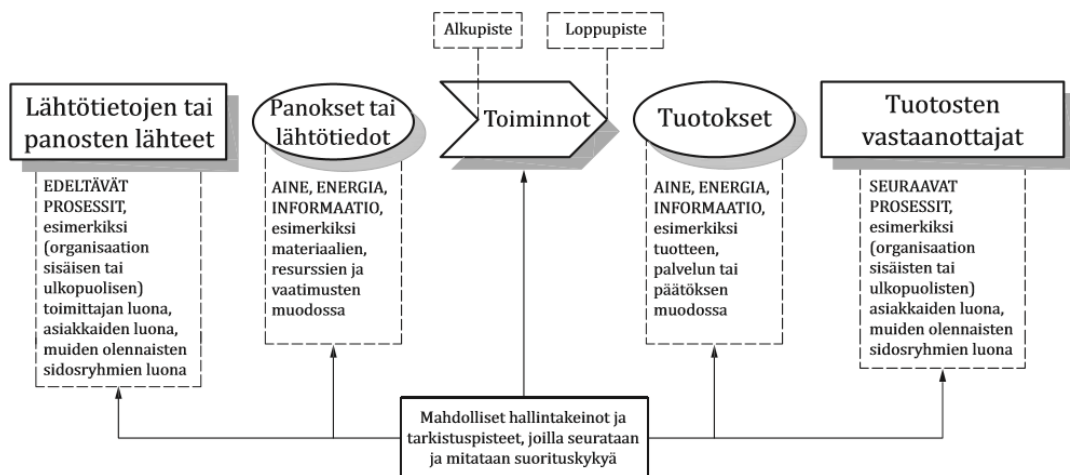 Alkupiste
Loppupiste
Lähtötietojen tai
panosten lähteet
Panokset tai
lähtötiedot
Toiminnot
Tuotokset
Tuotosten
vastaanottajat
EDELTÄVÄT
PROSESSIT,
esimerkiksi
(organisaation
sisäisen tai
ulkopuolisen)
toimittajan luona,
asiakkaiden luona,
muiden olennaisten
sidosryhmien luona
AINE, ENERGIA,
INFORMAATIO,
esimerkiksi
materiaalien,
resurssien ja
vaatimusten
muodossa
AINE, ENERGIA,
INFORMAATIO,
esimerkiksi
tuotteen,
palvelun tai
päätöksen
muodossa
SEURAAVAT
PROSESSIT,
esimerkiksi
(organisaation
sisäisten tai
ulkopuolisten)
asiakkaiden luona,
muiden olennaisten
sidosryhmien luona
Mahdolliset hallintakeinot ja
tarkistuspisteet, joilla seurataan
ja mitataan suorituskykyä